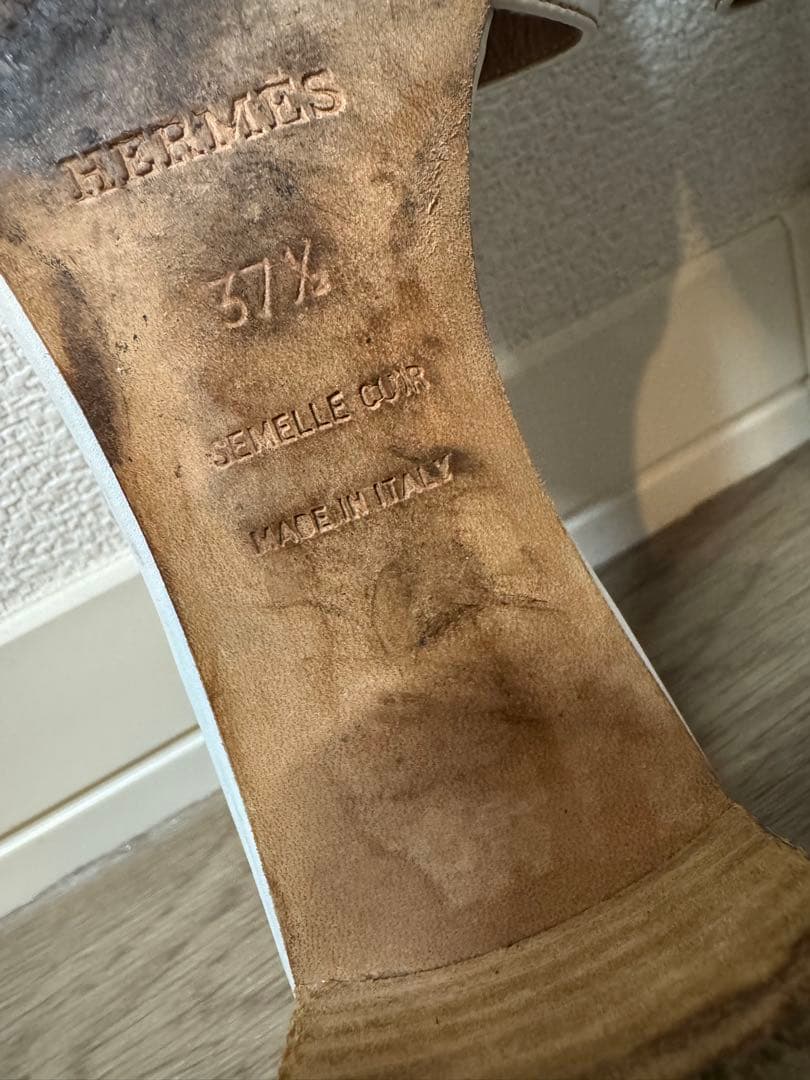 HERMÈS
37½
SEMELLE CUIR
MADE IN ITALY